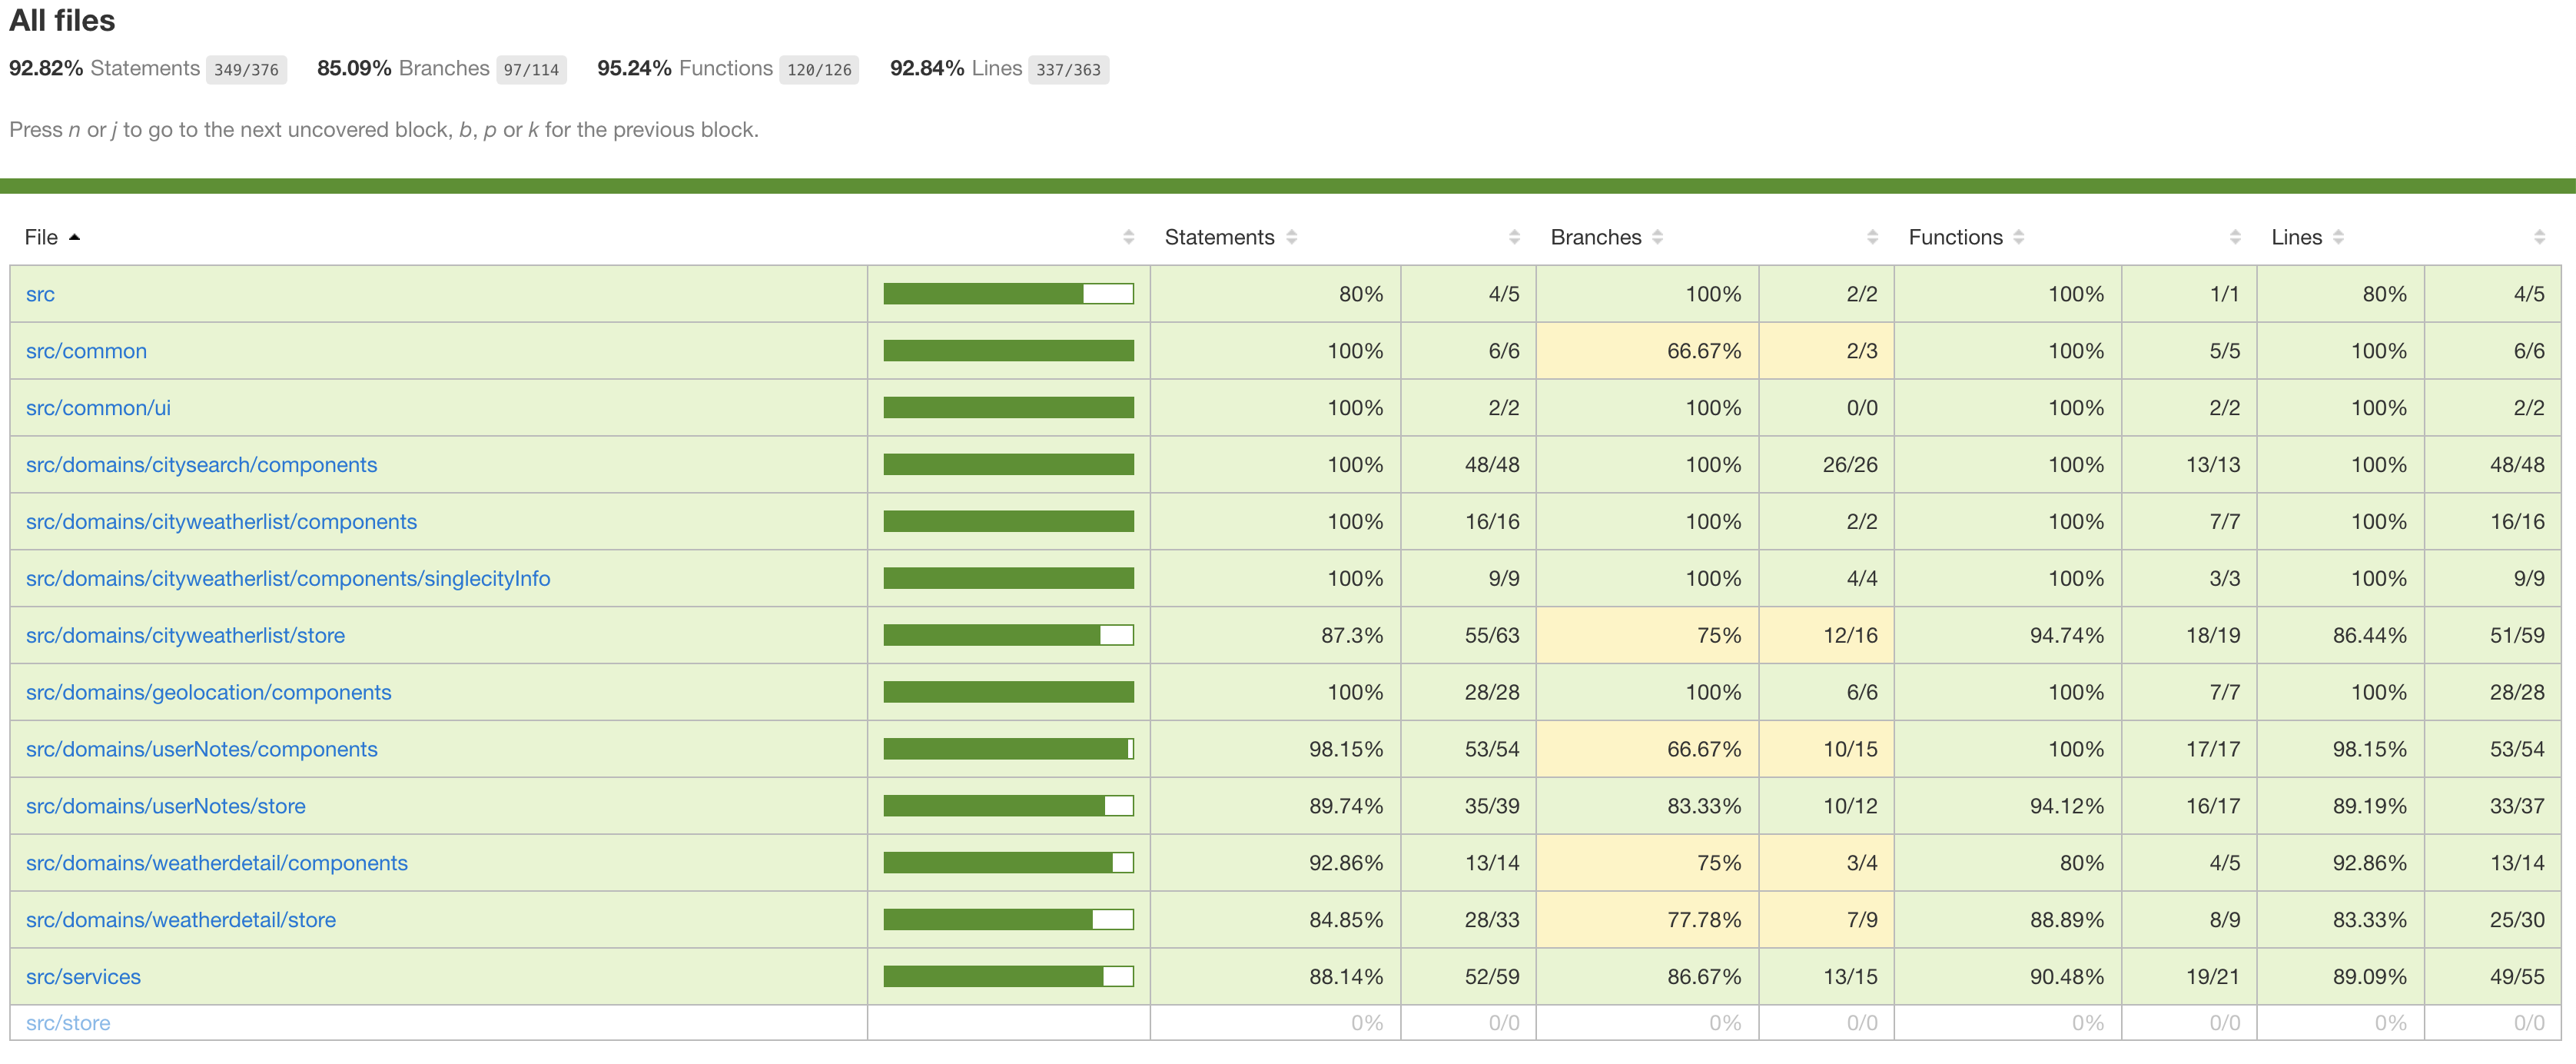 All files
92.82% Statements 349/376 85.09% Branches 97/114 95.24% Functions 120/126 92.84% Lines 337/363
Press n or j to go to the next uncovered block, b, p or k for the previous block.
File Statements Branches Functions Lines
src 80% 4/5 100% 2/2 100% 1/1 80% 4/5
src/common 100% 6/6 66.67% 2/3 100% 5/5 100% 6/6
src/common/ui 100% 2/2 100% 0/0 100% 2/2 100% 2/2
src/domains/citysearch/components 100% 48/48 100% 26/26 100% 13/13 100% 48/48
src/domains/cityweatherlist/components 100% 16/16 100% 2/2 100% 7/7 100% 16/16
src/domains/cityweatherlist/components/singlecityInfo 100% 9/9 100% 4/4 100% 3/3 100% 9/9
src/domains/cityweatherlist/store 87.3% 55/63 75% 12/16 94.74% 18/19 86.44% 51/59
src/domains/geolocation/components 100% 28/28 100% 6/6 100% 7/7 100% 28/28
src/domains/userNotes/components 98.15% 53/54 66.67% 10/15 100% 17/17 98.15% 53/54
src/domains/userNotes/store 89.74% 35/39 83.33% 10/12 94.12% 16/17 89.19% 33/37
src/domains/weatherdetail/components 92.86% 13/14 75% 3/4 80% 4/5 92.86% 13/14
src/domains/weatherdetail/store 84.85% 28/33 77.78% 7/9 88.89% 8/9 83.33% 25/30
src/services 88.14% 52/59 86.67% 13/15 90.48% 19/21 89.09% 49/55
src/store 0% 0/0 0% 0/0 0% 0/0 0% 0/0